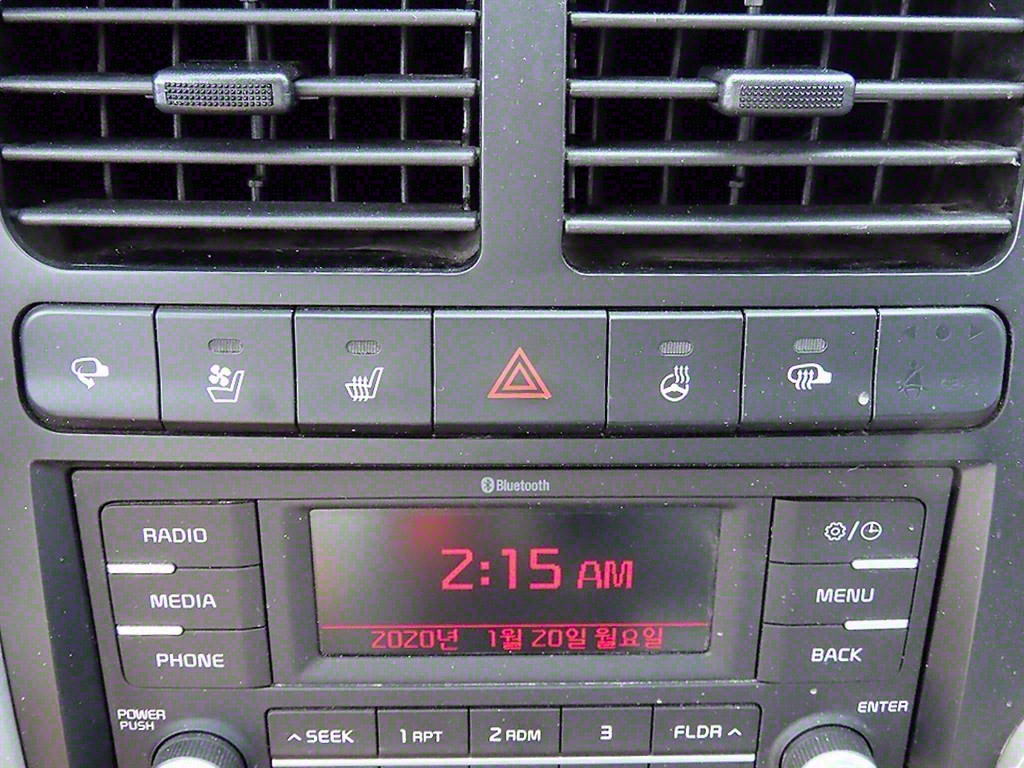 Bluetooth
RADIO
MEDIA
PHONE
2:15 AM
2020년 1월 20일 월요일
MENU
BACK
POWER
PUSH
ENTER
SEEK
1 RPT
2 RDM
3
FLDR